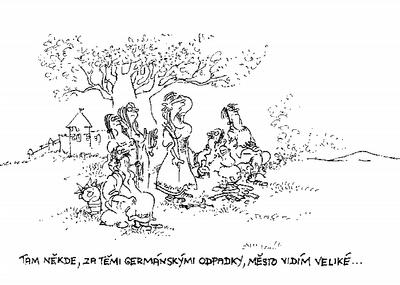 TAM NĚKDE, ZA TĚMI GERMÁNSKÝMI ODPADKY, MĚSTO VIDÍM VELIKÉ...